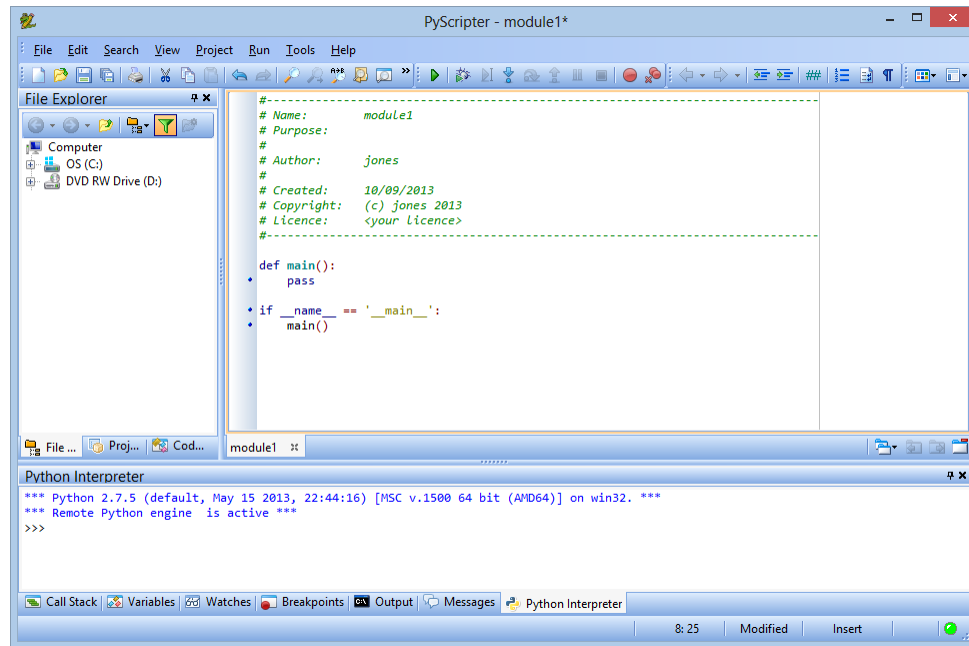 PyScripter - module1*
File Edit Search View Project Run Tools Help
File Explorer
Computer
OS (C:)
DVD RW Drive (D:)
File ... Proj... Cod...
#-------------------------------------------------------------------------------
# Name:        module1
# Purpose:
#
# Author:      jones
#
# Created:     10/09/2013
# Copyright:   (c) jones 2013
# Licence:     <your licence>
#-------------------------------------------------------------------------------
def main():
    pass
if __name__ == '__main__':
    main()
module1
Python Interpreter
*** Python 2.7.5 (default, May 15 2013, 22:44:16) [MSC v.1500 64 bit (AMD64)] on win32. ***
*** Remote Python engine  is active ***
>>>
Call Stack Variables Watches Breakpoints Output Messages Python Interpreter
8: 25 Modified Insert